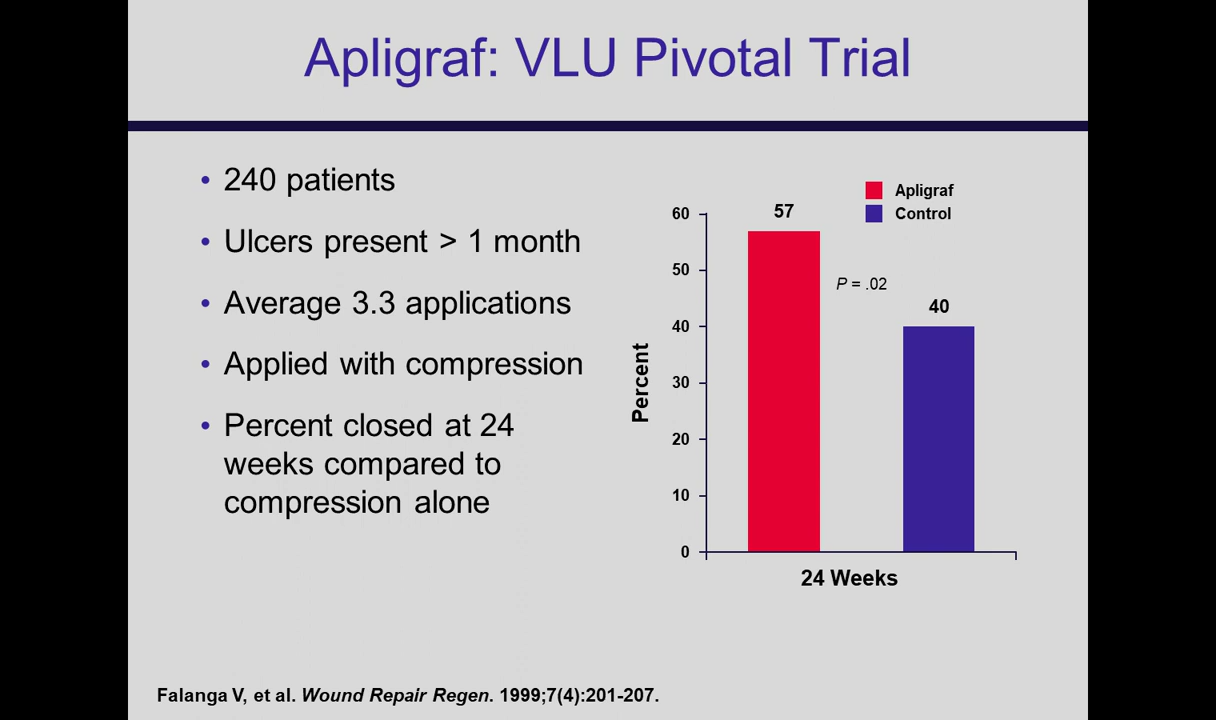 Apligraf: VLU Pivotal Trial
• 240 patients
• Ulcers present > 1 month
• Average 3.3 applications
• Applied with compression
• Percent closed at 24
weeks compared to
compression alone
Apligraf
Control
57
P = .02
40
Percent
60
50
40
30
20
10
0
24 Weeks
Falanga V, et al. Wound Repair Regen. 1999;7(4):201-207.